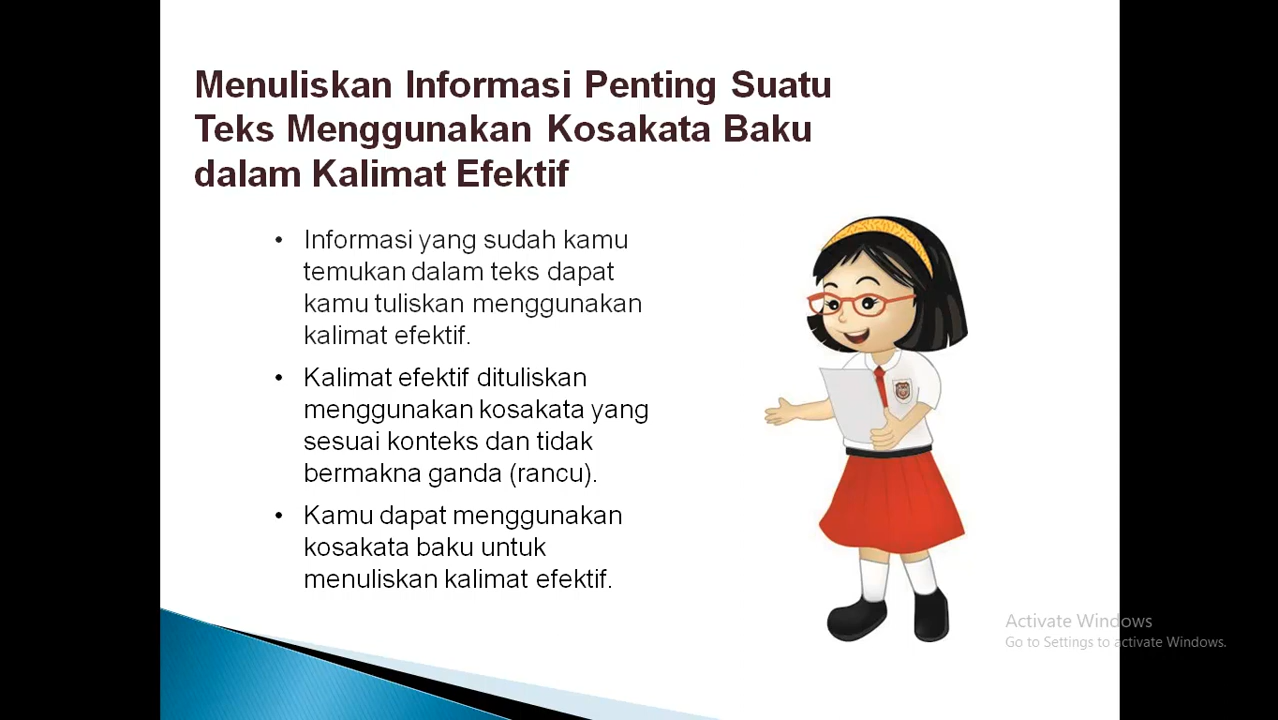 Menuliskan Informasi Penting Suatu
Teks Menggunakan Kosakata Baku
dalam Kalimat Efektif
• Informasi yang sudah kamu
temukan dalam teks dapat
kamu tuliskan menggunakan
kalimat efektif.
• Kalimat efektif dituliskan
menggunakan kosakata yang
sesuai konteks dan tidak
bermakna ganda (rancu).
• Kamu dapat menggunakan
kosakata baku untuk
menuliskan kalimat efektif.
Activate Windows
Go to Settings to activate Windows.